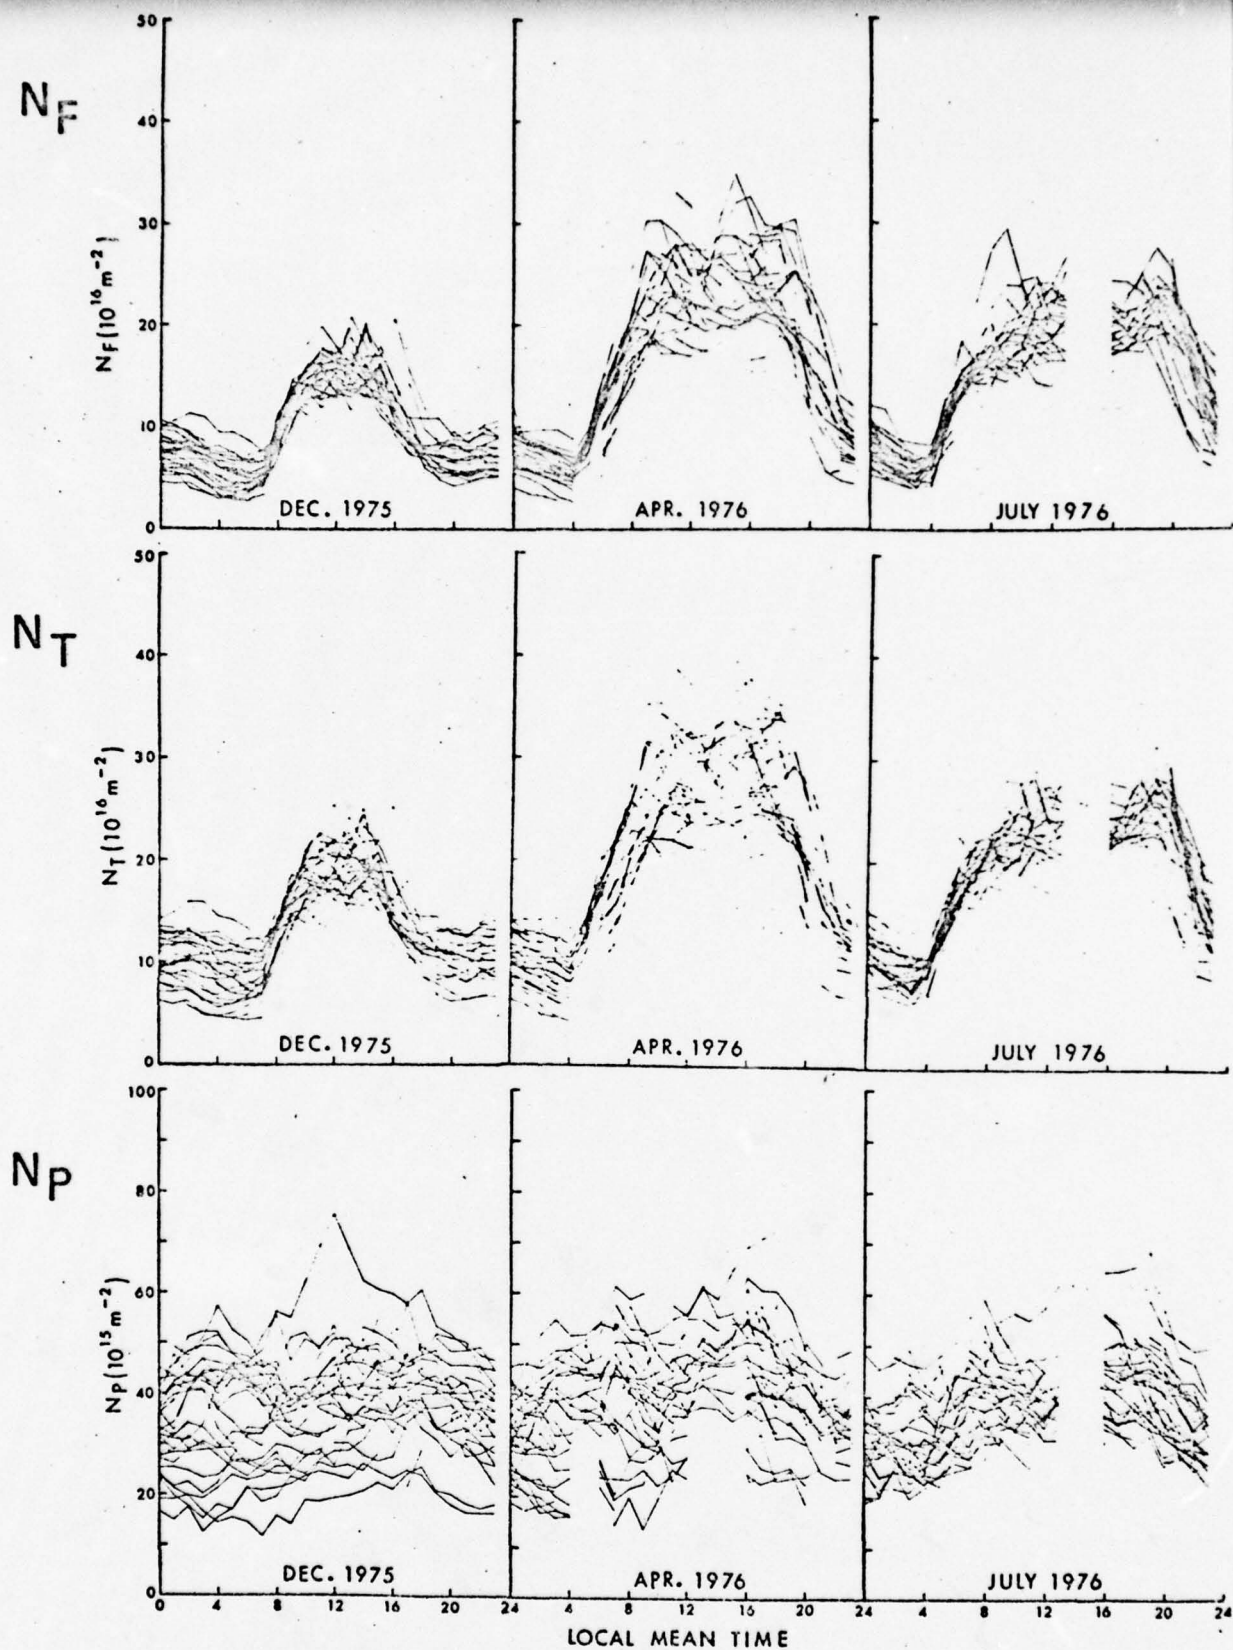 N_F
50
40
30
20
10
0
N_F(10^16 m^-2)
DEC. 1975
APR. 1976
JULY 1976
N_T
50
40
30
20
10
0
N_T(10^16 m^-2)
DEC. 1975
APR. 1976
JULY 1976
N_P
100
80
60
40
20
0
N_P(10^15 m^-2)
DEC. 1975
APR. 1976
JULY 1976
0 4 8 12 16 20 24 4 8 12 16 20 24 4 8 12 16 20 24
LOCAL MEAN TIME